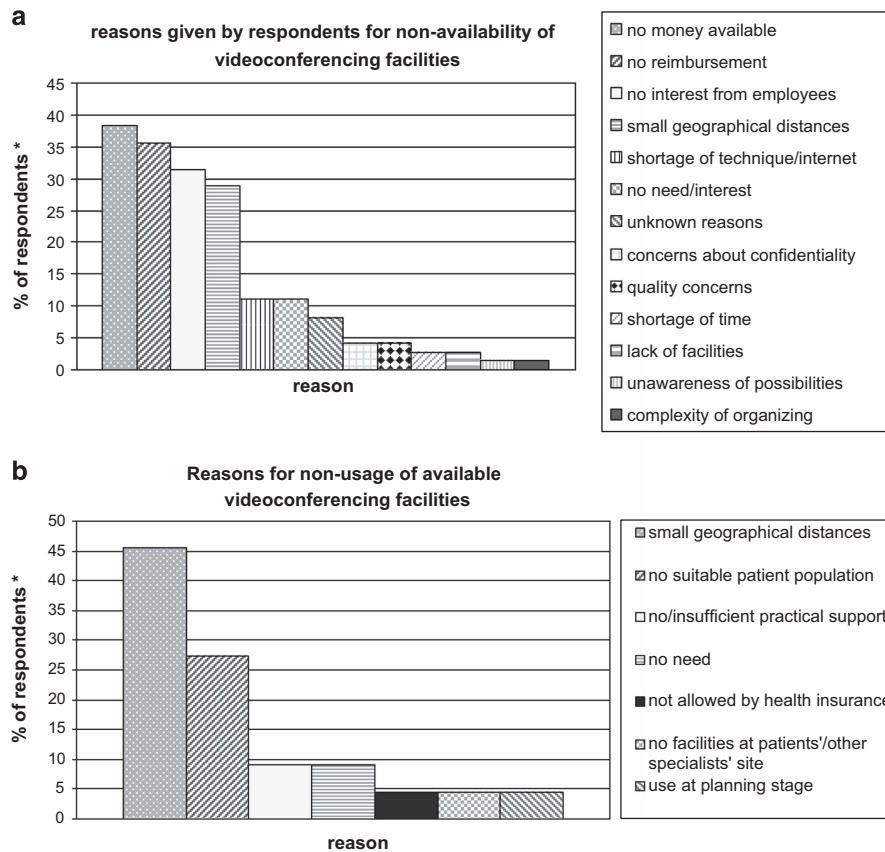 a
reasons given by respondents for non-availability of
videoconferencing facilities
% of respondents *
45
40
35
30
25
20
15
10
5
0
reason
no money available
no reimbursement
no interest from employees
small geographical distances
shortage of technique/internet
no need/interest
unknown reasons
concerns about confidentiality
quality concerns
shortage of time
lack of facilities
unawareness of possibilities
complexity of organizing
b
Reasons for non-usage of available
videoconferencing facilities
% of respondents *
50
45
40
35
30
25
20
15
10
5
0
reason
small geographical distances
no suitable patient population
no/insufficient practical support
no need
not allowed by health insurance
no facilities at patients'/other
specialists' site
use at planning stage